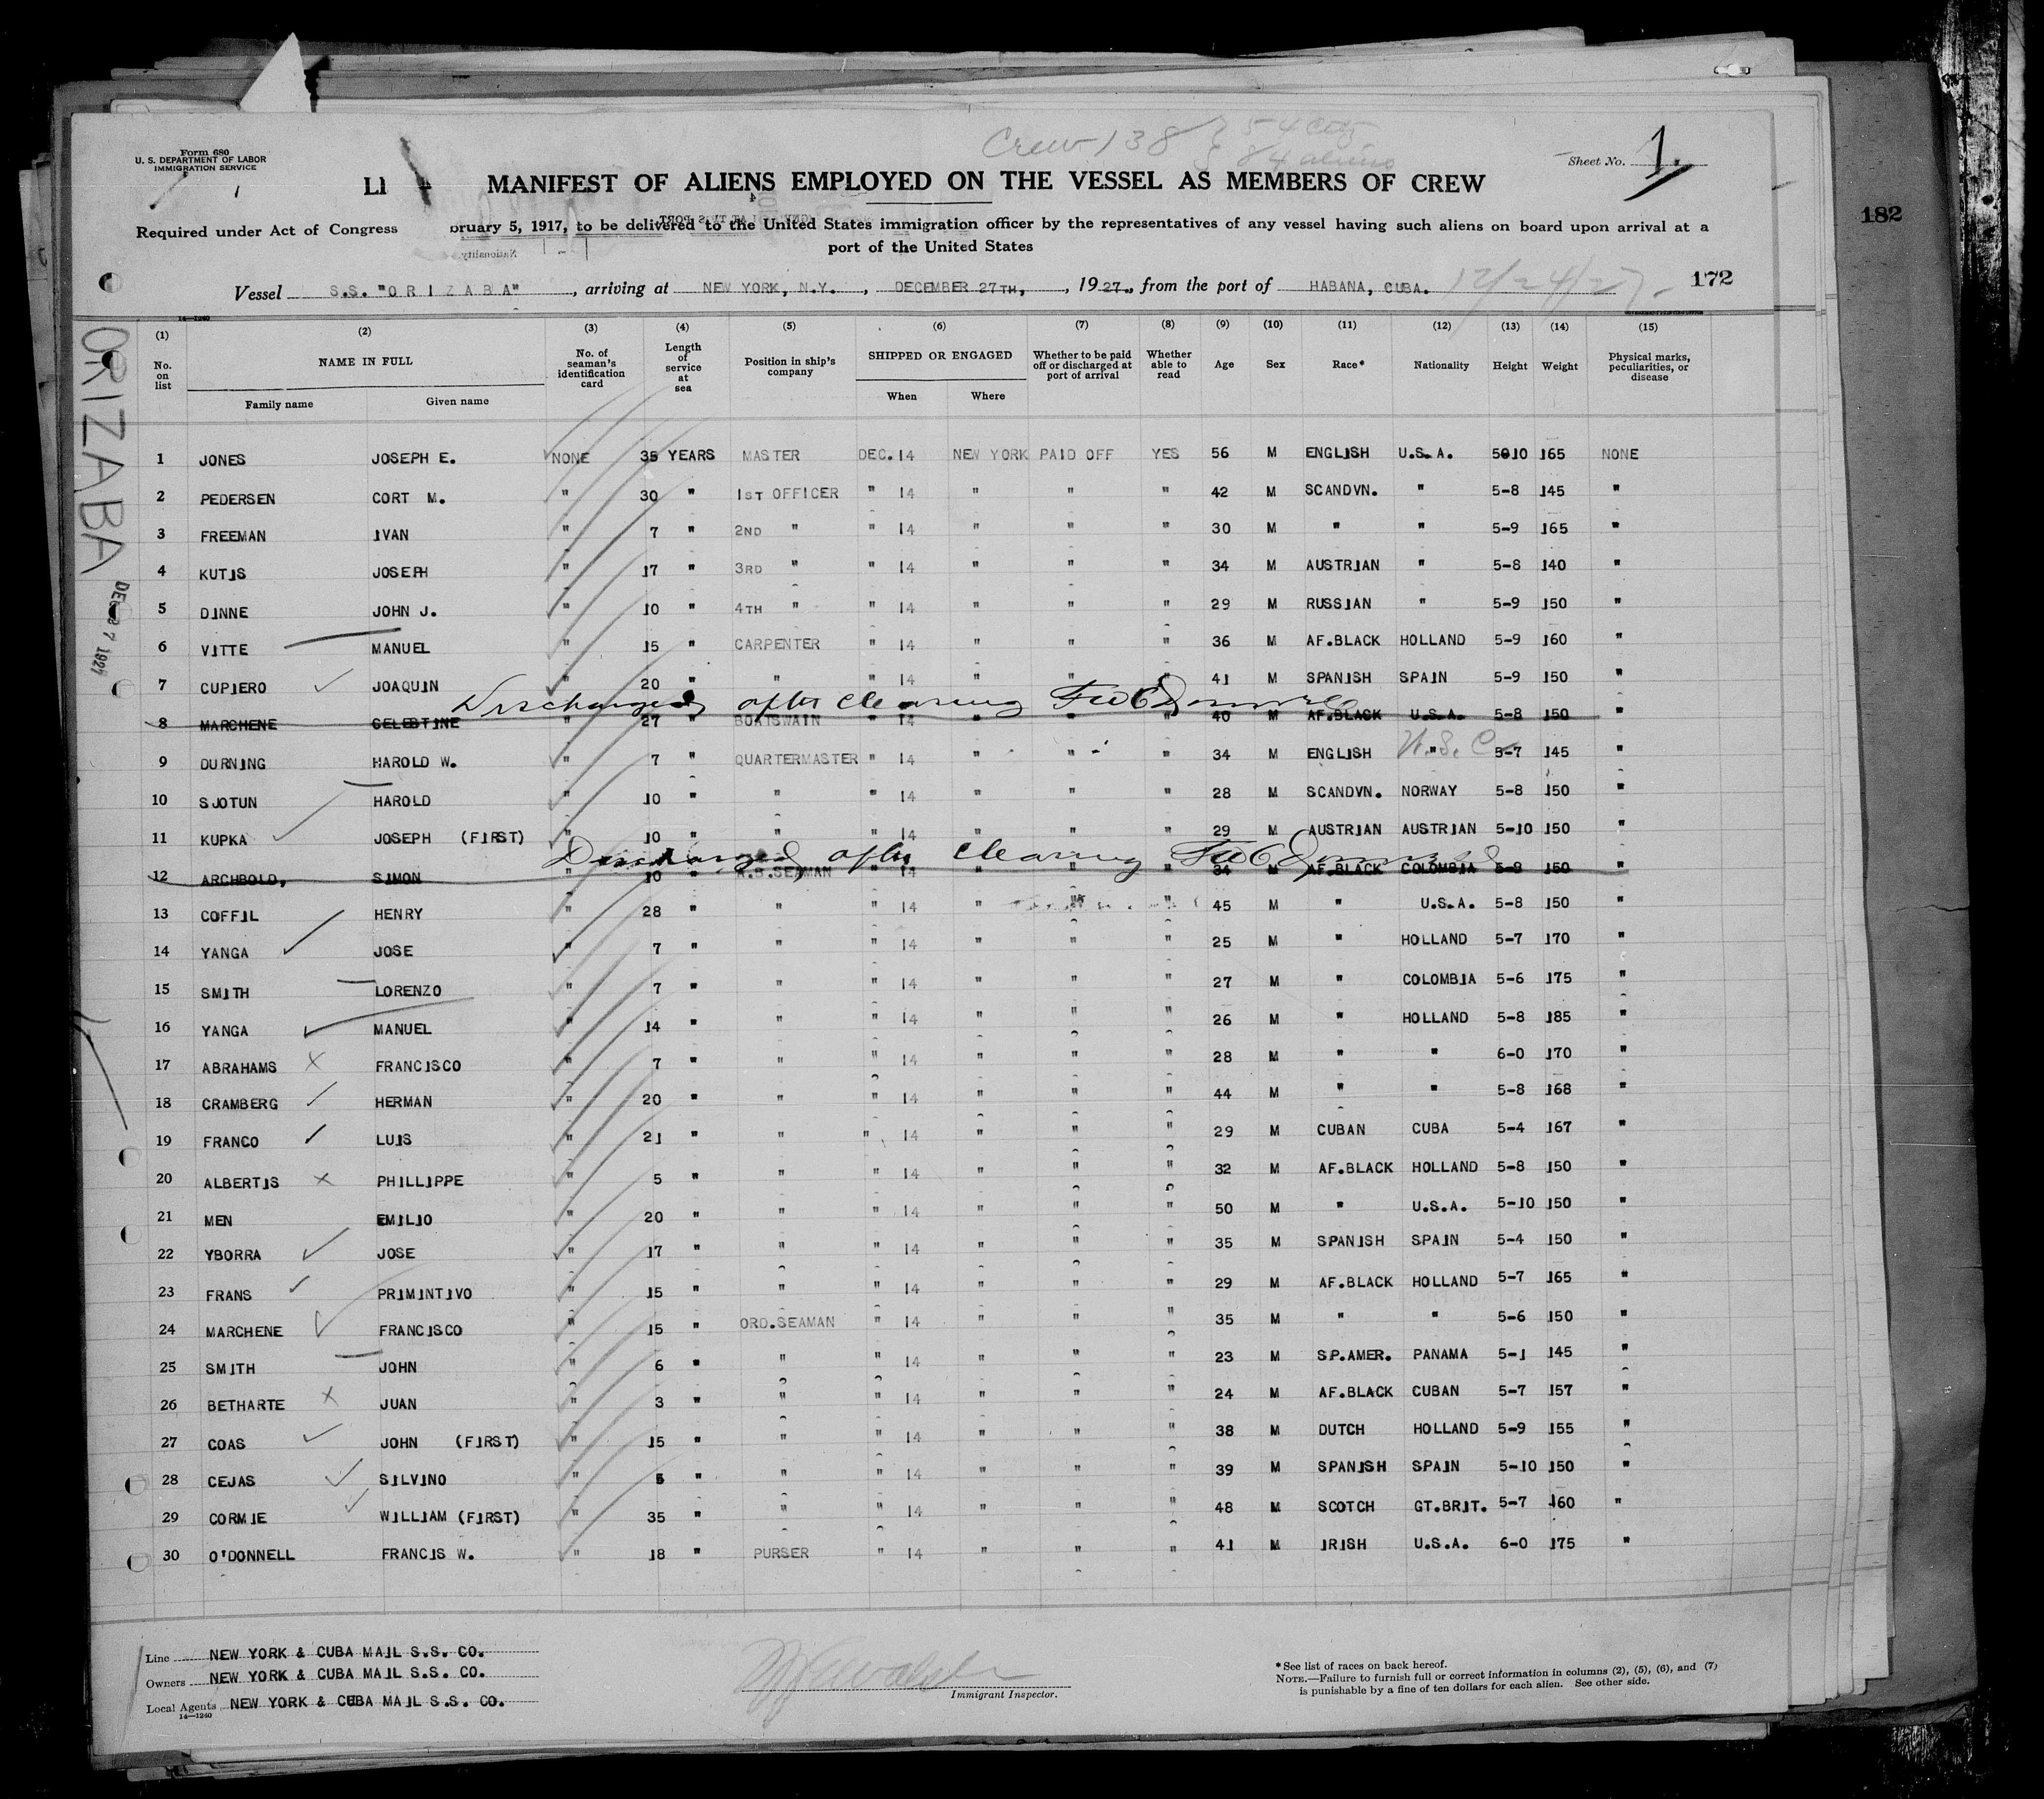 Crew 138 } 54 Citz
84 aliens
Form 680
U. S. DEPARTMENT OF LABOR
IMMIGRATION SERVICE
Sheet No. 1.
LI MANIFEST OF ALIENS EMPLOYED ON THE VESSEL AS MEMBERS OF CREW
182
Required under Act of Congress bruary 5, 1917, to be delivered to the United States immigration officer by the representatives of any vessel having such aliens on board upon arrival at a
port of the United States
Nationality.
Vessel S.S. "ORIZABA", arriving at NEW YORK, N.Y., DECEMBER 27TH, 1927., from the port of HABANA, CUBA. 12/24/27- 172
14—1240
(1) (2) (3) (4) (5) (6) (7) (8) (9) (10) (11) (12) (13) (14) (15)
No. on list NAME IN FULL No. of seaman's identification card Length of service at sea Position in ship's company SHIPPED OR ENGAGED Whether to be paid off or discharged at port of arrival Whether able to read Age Sex Race* Nationality Height Weight Physical marks, peculiarities, or disease
Family name Given name When Where
ORIZABA
DEC 27 1927
1 JONES JOSEPH E. NONE 35 YEARS MASTER DEC. 14 NEW YORK PAID OFF YES 56 M ENGLISH U.S.A. 5010 165 NONE
2 PEDERSEN CORT M. " 30 " 1ST OFFICER " 14 " " " 42 M SCANDVN. " 5-8 145 "
3 FREEMAN IVAN " 7 " 2ND " " 14 " " " 30 M " " 5-9 165 "
4 KUTIS JOSEPH " 17 " 3RD " " 14 " " " 34 M AUSTRIAN " 5-8 140 "
5 DINNE JOHN J. " 10 " 4TH " " 14 " " " 29 M RUSSIAN " 5-9 150 "
6 VITTE MANUEL " 15 " CARPENTER " 14 " " " 36 M AF.BLACK HOLLAND 5-9 160 "
7 CUPIERO JOAQUIN " 20 " " " 14 " " " 41 M SPANISH SPAIN 5-9 150 "
Discharged after clearing
8 MARCHENE CELESTINE " 27 " BOATSWAIN " 14 " " " 40 M AF.BLACK U.S.A. 5-8 150 "
9 DURNING HAROLD W. " 7 " QUARTERMASTER " 14 " " " 34 M ENGLISH " U.S.C. 5-7 145 "
10 SJOTUN HAROLD " 10 " " " 14 " " " 28 M SCANDVN. NORWAY 5-8 150 "
11 KUPKA JOSEPH (FIRST) " 10 " " " 14 " " " 29 M AUSTRIAN AUSTRIAN 5-10 150 "
Discharged after clearing
12 ARCHBOLD, SIMON " 10 " A.B.SEAMAN " 14 " " " 34 M AF.BLACK COLOMBIA 5-9 150 "
13 COFFIL HENRY " 28 " " " 14 " " " 45 M " U.S.A. 5-8 150 "
14 YANGA JOSE " 7 " " " 14 " " " 25 M " HOLLAND 5-7 170 "
15 SMITH LORENZO " 7 " " " 14 " " " 27 M " COLOMBIA 5-6 175 "
16 YANGA MANUEL " 14 " " " 14 " " " 26 M " HOLLAND 5-8 185 "
17 ABRAHAMS FRANCISCO " 7 " " " 14 " " " 28 M " " 6-0 170 "
18 CRAMBERG HERMAN " 20 " " " 14 " " " 44 M " " 5-8 168 "
19 FRANCO LUIS " 21 " " " 14 " " " 29 M CUBAN CUBA 5-4 167 "
20 ALBERTIS PHILLIPPE " 5 " " " 14 " " " 32 M AF.BLACK HOLLAND 5-8 150 "
21 MEN EMILIO " 20 " " " 14 " " " 50 M " U.S.A. 5-10 150 "
22 YBORRA JOSE " 17 " " " 14 " " " 35 M SPANISH SPAIN 5-4 150 "
23 FRANS PRIMINTIVO " 15 " " " 14 " " " 29 M AF.BLACK HOLLAND 5-7 165 "
24 MARCHENE FRANCISCO " 15 " ORD.SEAMAN " 14 " " " 35 M " " 5-6 150 "
25 SMITH JOHN " 6 " " " 14 " " " 23 M S.P.AMER. PANAMA 5-1 145 "
26 BETHARTE JUAN " 3 " " " 14 " " " 24 M AF.BLACK CUBAN 5-7 157 "
27 COAS JOHN (FIRST) " 15 " " " 14 " " " 38 M DUTCH HOLLAND 5-9 155 "
28 CEJAS SILVINO " 5 " " " 14 " " " 39 M SPANISH SPAIN 5-10 150 "
29 CORMIE WILLIAM (FIRST) " 35 " " " 14 " " " 48 M SCOTCH GT.BRIT. 5-7 160 "
30 O'DONNELL FRANCIS W. " 18 " PURSER " 14 " " " 41 M IRISH U.S.A. 6-0 175 "
Line NEW YORK & CUBA MAIL S.S. CO.
Owners NEW YORK & CUBA MAIL S.S. CO.
Local Agents NEW YORK & CUBA MAIL S.S. CO.
14—1240
Immigrant Inspector.
*See list of races on back hereof.
NOTE.—Failure to furnish full or correct information in columns (2), (5), (6), and (7)
is punishable by a fine of ten dollars for each alien. See other side.